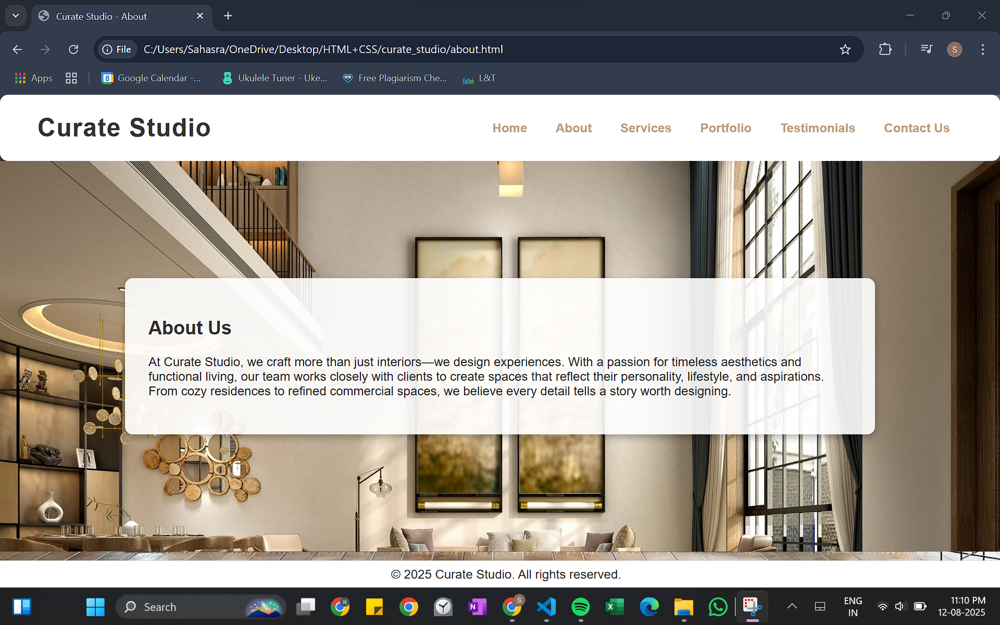 Curate Studio - About
File
C:/Users/Sahasra/OneDrive/Desktop/HTML+CSS/curate_studio/about.html
S
Apps
8
Google Calendar -...
Ukulele Tuner - Uke...
Free Plagiarism Che...
EduTech
L&T
Curate Studio
Home
About
Services
Portfolio
Testimonials
Contact Us
About Us
At Curate Studio, we craft more than just interiors—we design experiences. With a passion for timeless aesthetics and
functional living, our team works closely with clients to create spaces that reflect their personality, lifestyle, and aspirations.
From cozy residences to refined commercial spaces, we believe every detail tells a story worth designing.
© 2025 Curate Studio. All rights reserved.
Search
N
N
S
X
ENG
IN
11:10 PM
12-08-2025